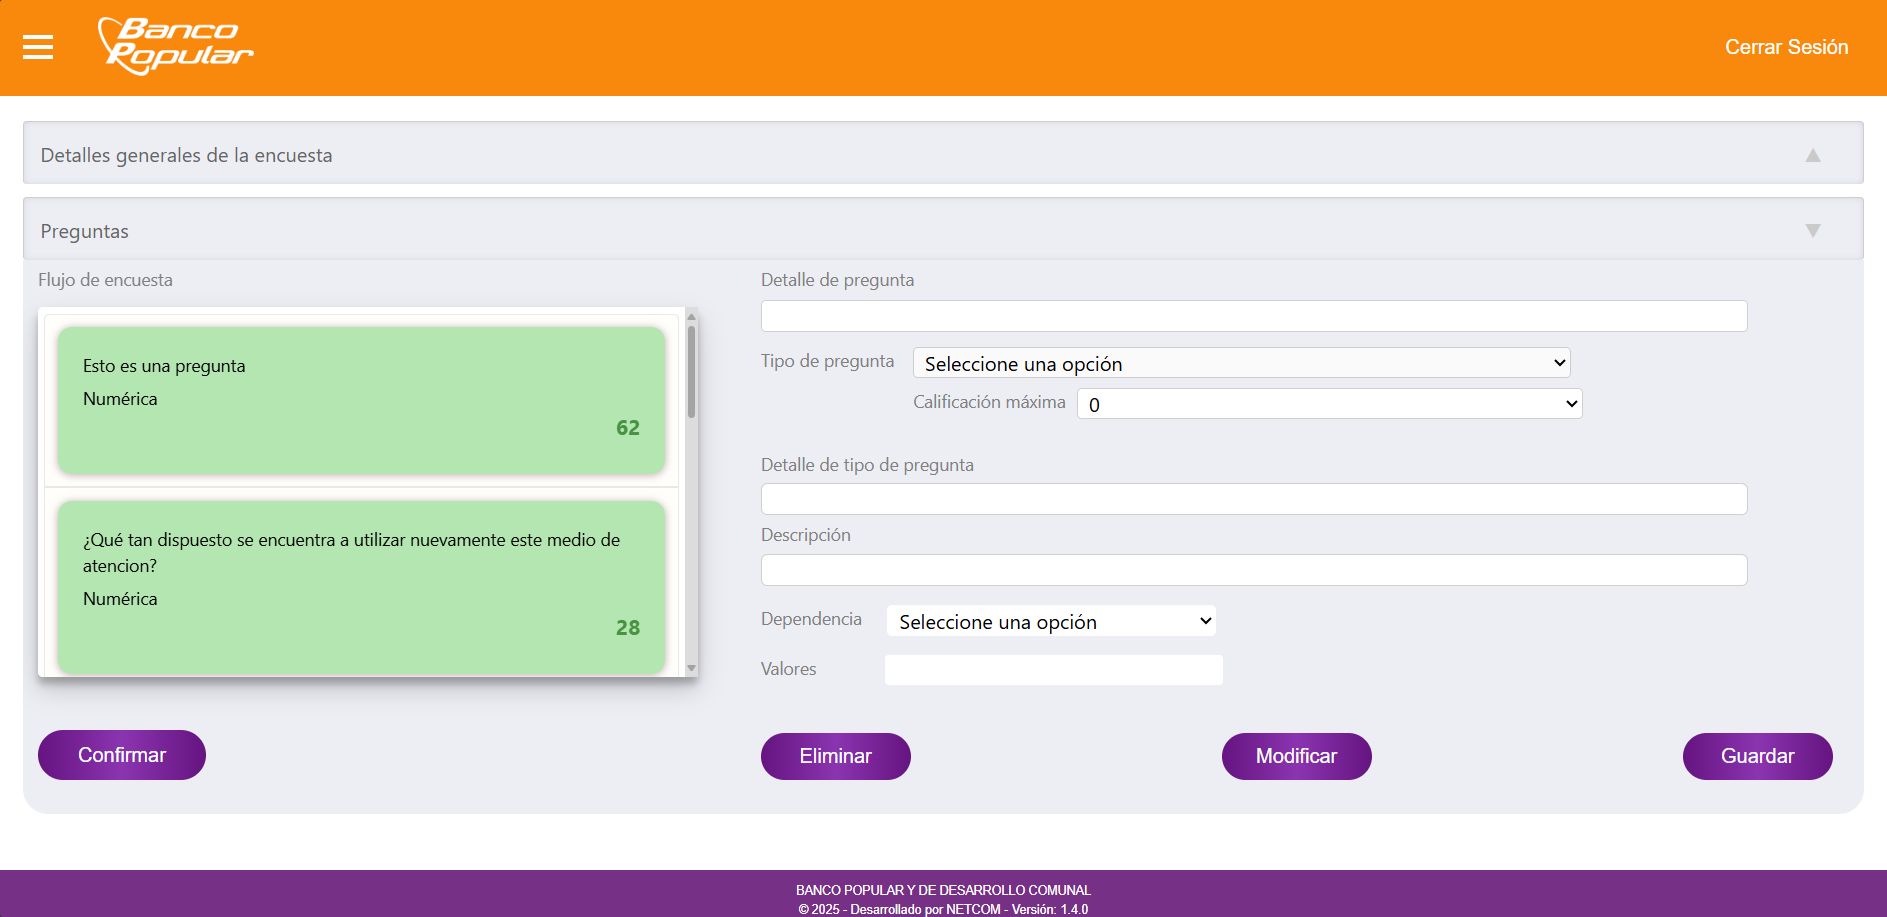 Banco
Popular
Cerrar Sesión
Detalles generales de la encuesta
Preguntas
Flujo de encuesta
Esto es una pregunta
Numérica
62
¿Qué tan dispuesto se encuentra a utilizar nuevamente este medio de
atencion?
Numérica
28
Confirmar
Detalle de pregunta
Tipo de pregunta
Seleccione una opción
Calificación máxima
0
Detalle de tipo de pregunta
Descripción
Dependencia
Seleccione una opción
Valores
Eliminar
Modificar
Guardar
BANCO POPULAR Y DE DESARROLLO COMUNAL
© 2025 - Desarrollado por NETCOM - Versión: 1.4.0